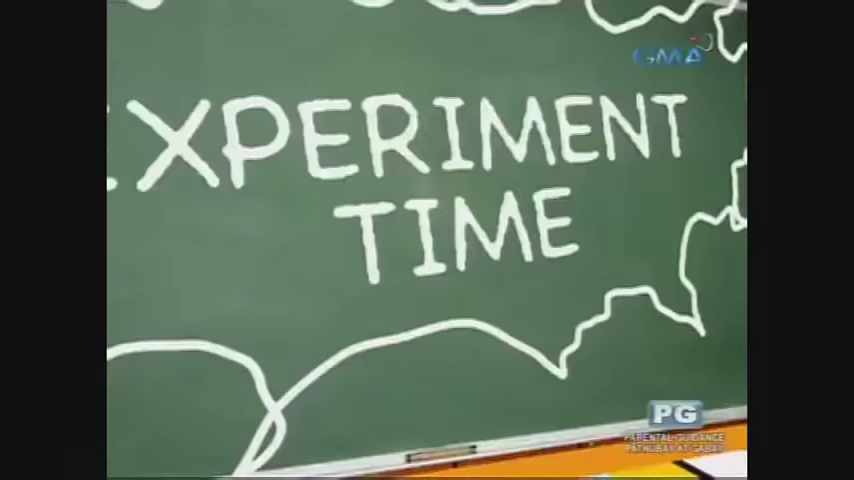 GMA
EXPERIMENT
TIME
PG
PARENTAL GUIDANCE
PATNUBAY AT GABAY